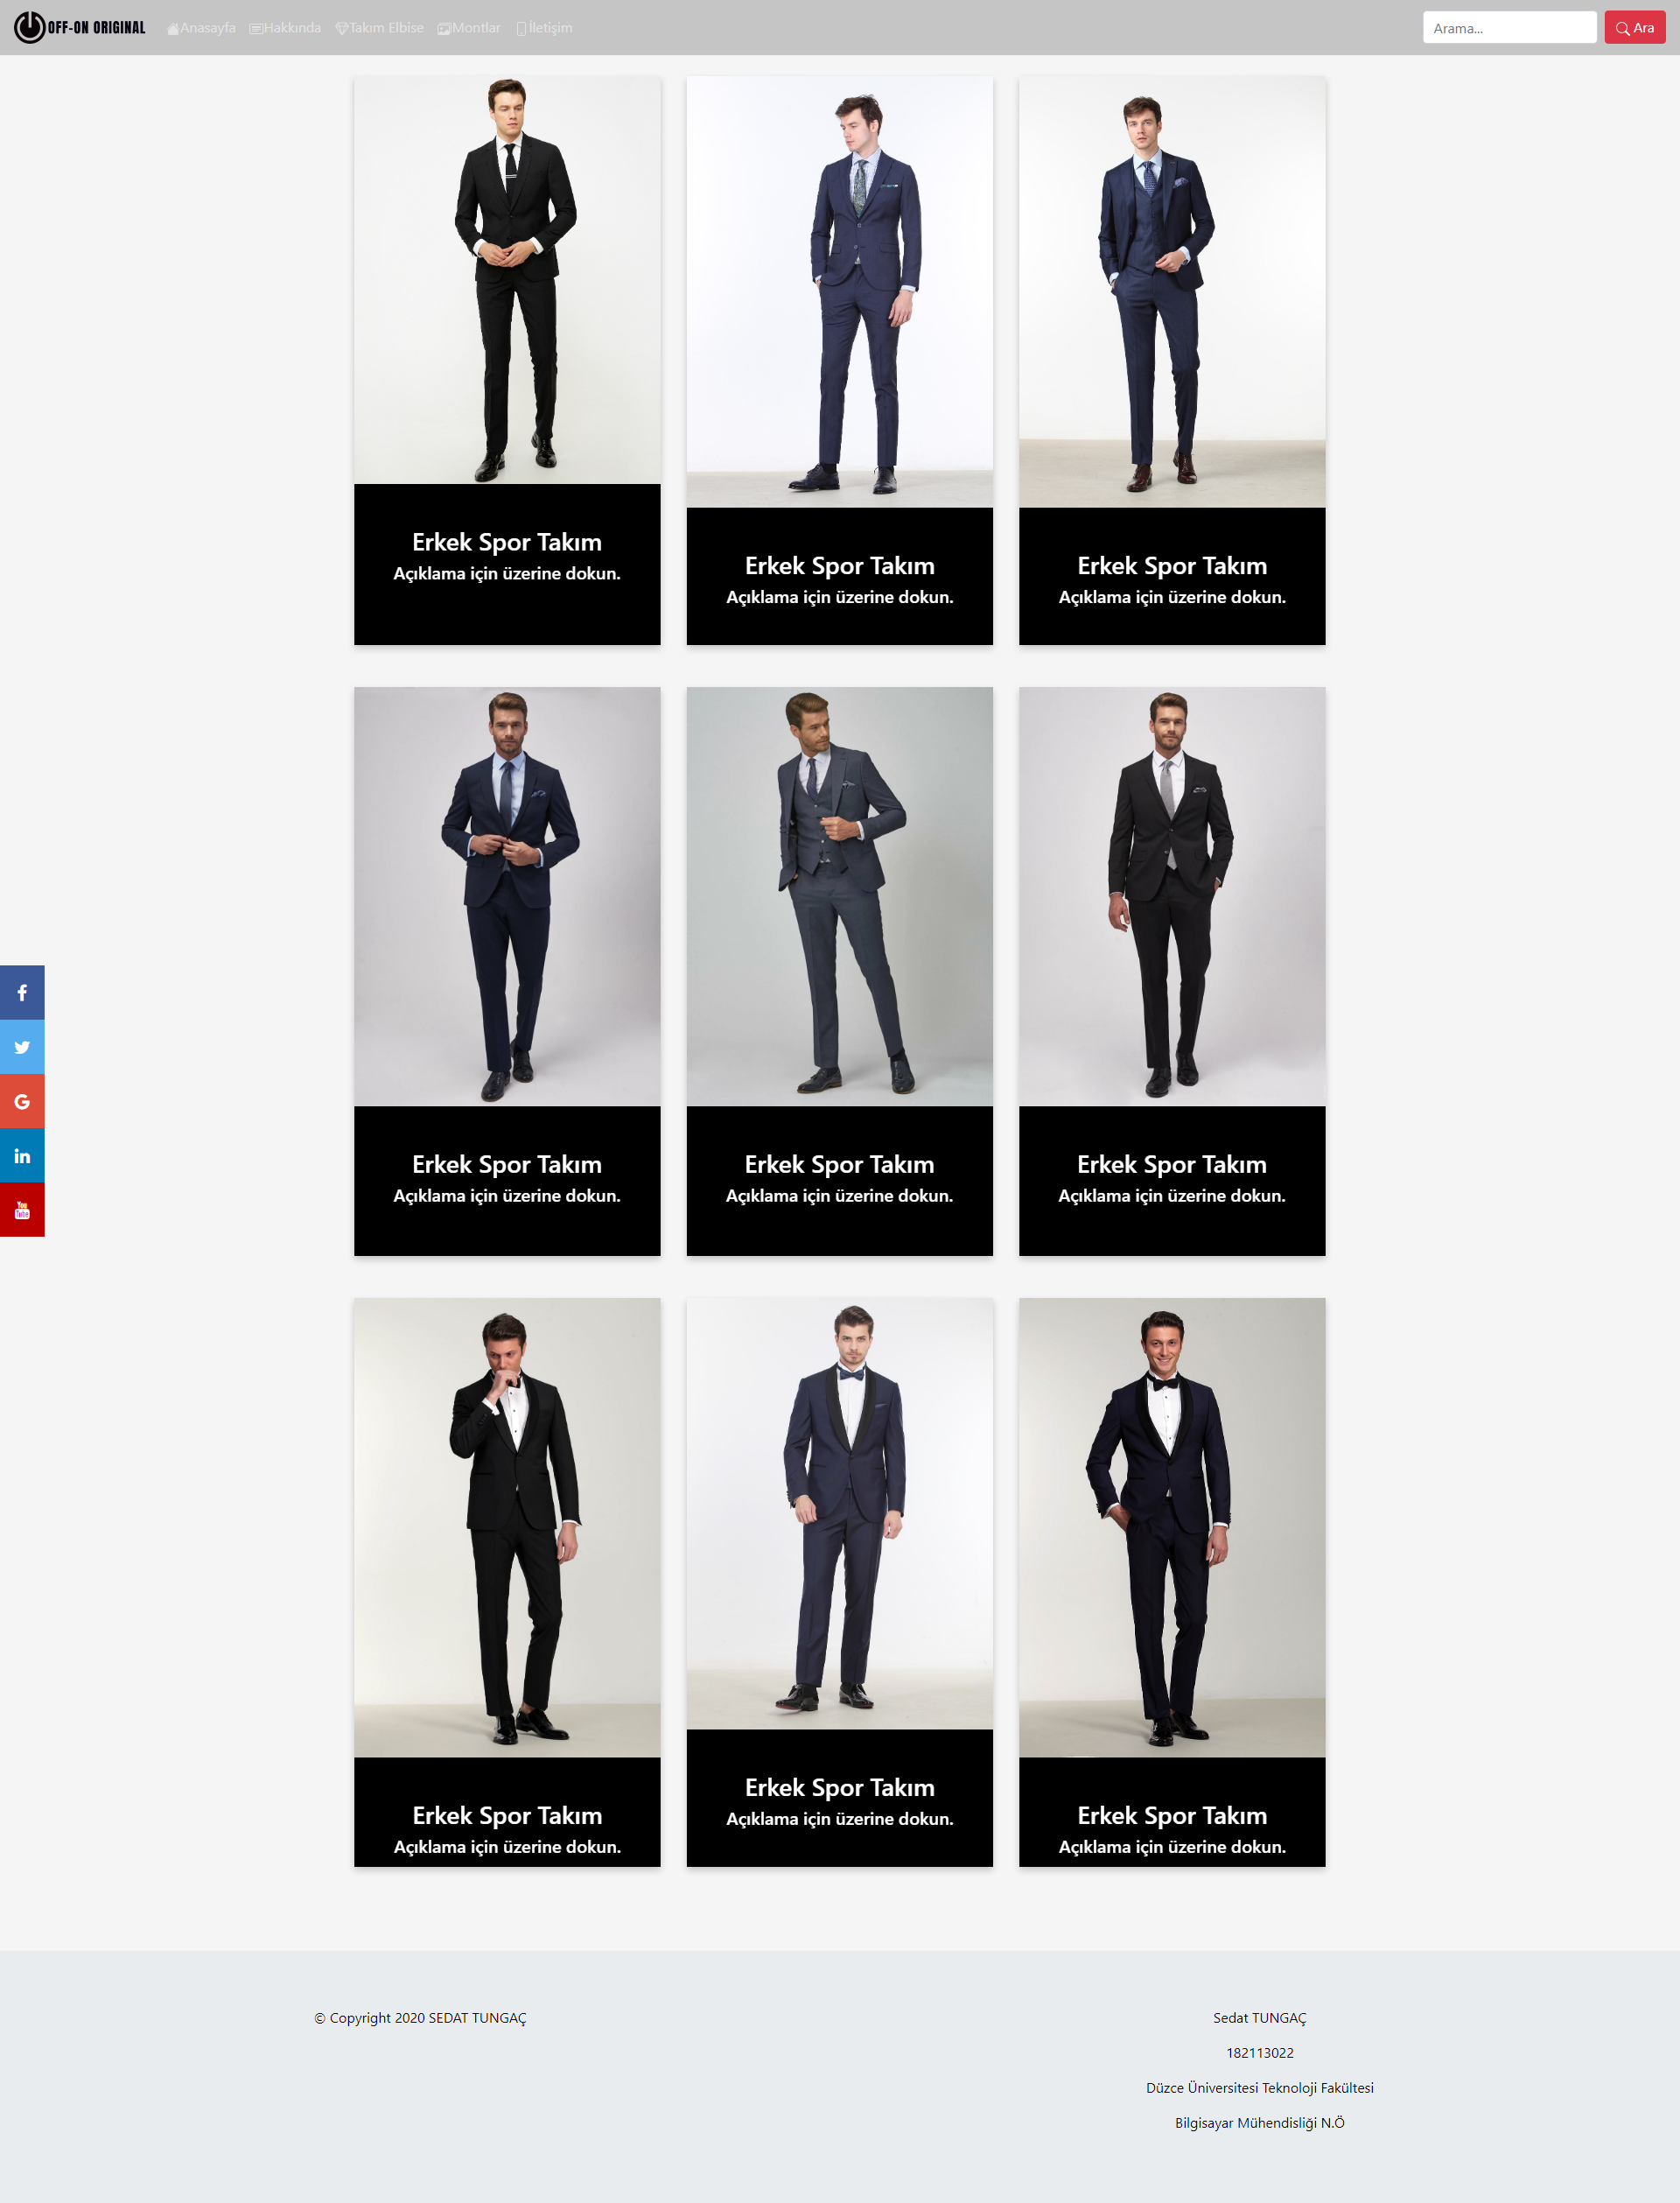 OFF-ON ORIGINAL Anasayfa Hakkında Takım Elbise Montlar İletişim Arama... Ara
Erkek Spor Takım
Açıklama için üzerine dokun.
Erkek Spor Takım
Açıklama için üzerine dokun.
Erkek Spor Takım
Açıklama için üzerine dokun.
Erkek Spor Takım
Açıklama için üzerine dokun.
Erkek Spor Takım
Açıklama için üzerine dokun.
Erkek Spor Takım
Açıklama için üzerine dokun.
You
Tube
Erkek Spor Takım
Açıklama için üzerine dokun.
Erkek Spor Takım
Açıklama için üzerine dokun.
Erkek Spor Takım
Açıklama için üzerine dokun.
© Copyright 2020 SEDAT TUNGAÇ
Sedat TUNGAÇ
182113022
Düzce Üniversitesi Teknoloji Fakültesi
Bilgisayar Mühendisliği N.Ö